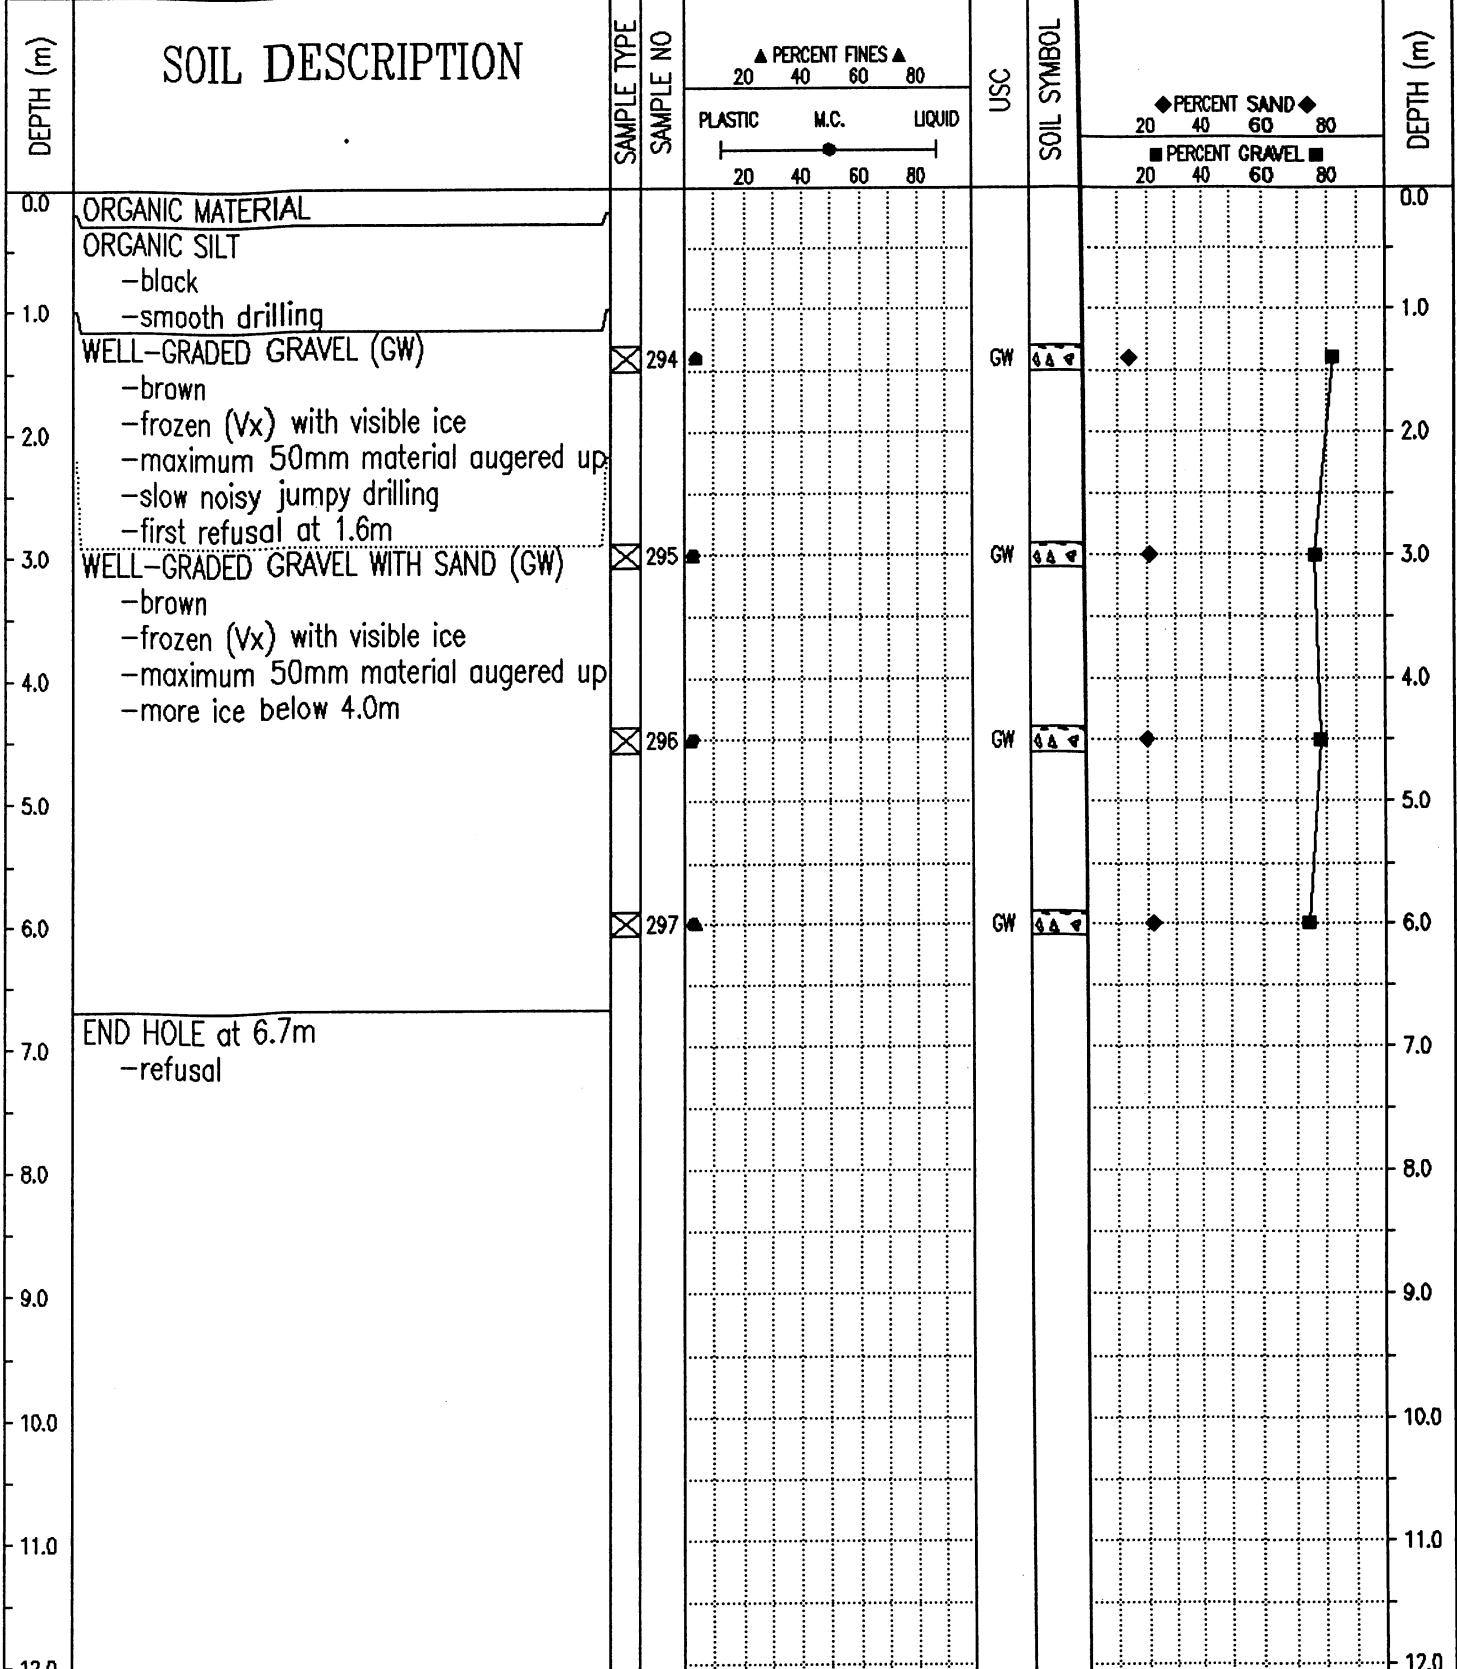 DEPTH (m)
SOIL DESCRIPTION
SAMPLE TYPE
SAMPLE NO
▲ PERCENT FINES ▲
20 40 60 80
PLASTIC M.C. LIQUID
20 40 60 80
USC
SOIL SYMBOL
◆PERCENT SAND◆
20 40 60 80
■PERCENT GRAVEL■
20 40 60 80
DEPTH (m)
0.0 ORGANIC MATERIAL 0.0
ORGANIC SILT
-black
1.0 -smooth drilling 1.0
WELL-GRADED GRAVEL (GW) 294 GW
-brown
-frozen (Vx) with visible ice
2.0 2.0
-maximum 50mm material augered up
-slow noisy jumpy drilling
-first refusal at 1.6m
3.0 WELL-GRADED GRAVEL WITH SAND (GW) 295 GW 3.0
-brown
-frozen (Vx) with visible ice
-maximum 50mm material augered up
4.0 4.0
-more ice below 4.0m
296 GW
5.0 5.0
6.0 297 GW 6.0
END HOLE at 6.7m
7.0 7.0
-refusal
8.0 8.0
9.0 9.0
10.0 10.0
11.0 11.0
12.0 12.0